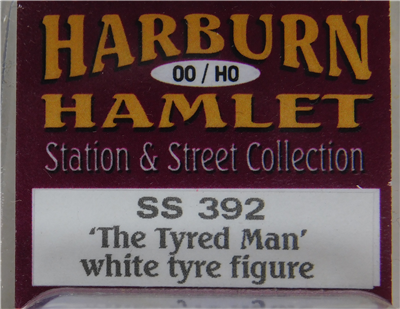 HARBURN
OO / HO
HAMLET
Station & Street Collection
SS 392
‘The Tyred Man’
white tyre figure